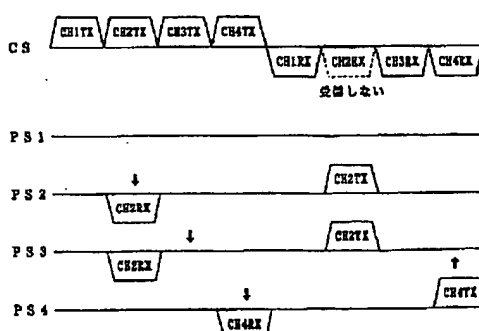 CH1TX CH2TX CH3TX CH4TX
CS
CH1RX CH2RX CH3RX CH4RX
受信しない
PS1
PS2 CH2TX
↓
CH2RX
PS3 CH2TX
↓
CH2RX
↑
CH4TX
PS4
↓
CH4RX